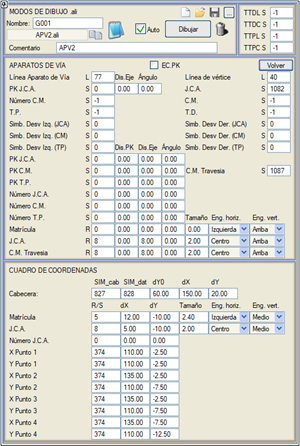 MODOS DE DIBUJO .ali
Nombre: G001
APV2.ali
Auto
Dibujar
Comentario APV2
TTDL S -1
TTDC S -1
TTPL S -1
TTPC S -1
APARATOS DE VÍA
EC.PK
Volver
Línea Aparato de Vía L 77 Dis.Eje Ángulo Línea de vértice L 40
PK J.C.A. S 0 0.00 0.00 J.C.A. S 1082
Número C.M. S -1 C.M. S -1
T.P. S -1 T.D. S -1
Simb. Desv Izq. (JCA) S 0 Simb. Desv Der. (JCA) S 0
Simb. Desv Izq. (CM) S 0 Simb. Desv Der. (CM) S 0
Simb. Desv Izq. (TP) S 0 Dis.PK Dis.Eje Ángulo Simb. Desv Der. (TP) S 0
PK J.C.A. S 0 0.00 0.00 0.00
PK C.M. S 0 0.00 0.00 0.00 C.M. Travesia S 1087
PK T.P. S 0 0.00 0.00 0.00
Número J.C.A. S 0 0.00 0.00 0.00
Número C.M. S 0 0.00 0.00 0.00
Número T.P. S 0 0.00 0.00 0.00 Tamaño Eng. horiz. Eng. vert.
Matrícula R 0 0.00 0.00 0.00 0.00 Izquierda Arriba
J.C.A. R 8 0.00 8.00 0.00 2.00 Centro Arriba
C.M. Travesia R 8 0.00 8.00 0.00 2.00 Centro Arriba
CUADRO DE COORDENADAS
SIM_cab SIM_dat dY0 dX dY
Cabecera: 827 828 60.00 150.00 20.00
R/S dX dY Tamaño Eng. horiz. Eng. vert.
Matrícula 5 12.00 -10.00 2.40 Izquierda Medio
J.C.A. 8 5.00 -10.00 2.00 Centro Medio
Número J.C.A. 0 0.00 0.00
X Punto 1 374 110.00 -2.50
Y Punto 1 374 110.00 -2.50
X Punto 2 374 135.00 -2.50
Y Punto 2 374 110.00 -7.50
X Punto 3 374 110.00 -7.50
Y Punto 3 374 110.00 -7.50
X Punto 4 374 135.00 -7.50
Y Punto 4 374 110.00 -12.50